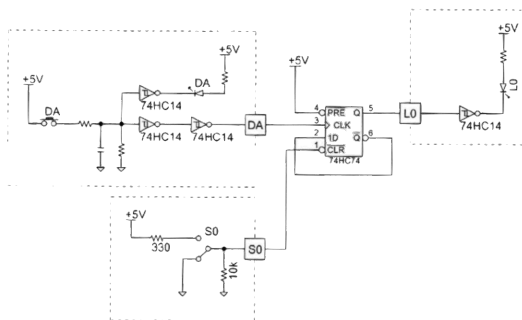 +5V
DA
DA
+5V
74HC14
74HC14
74HC14
DA
+5V
4
PRE
Q
5
3
CLK
2
1D
Q
6
1
CLR
74HC74
L0
74HC14
+5V
L0
+5V
330
S0
10k
S0